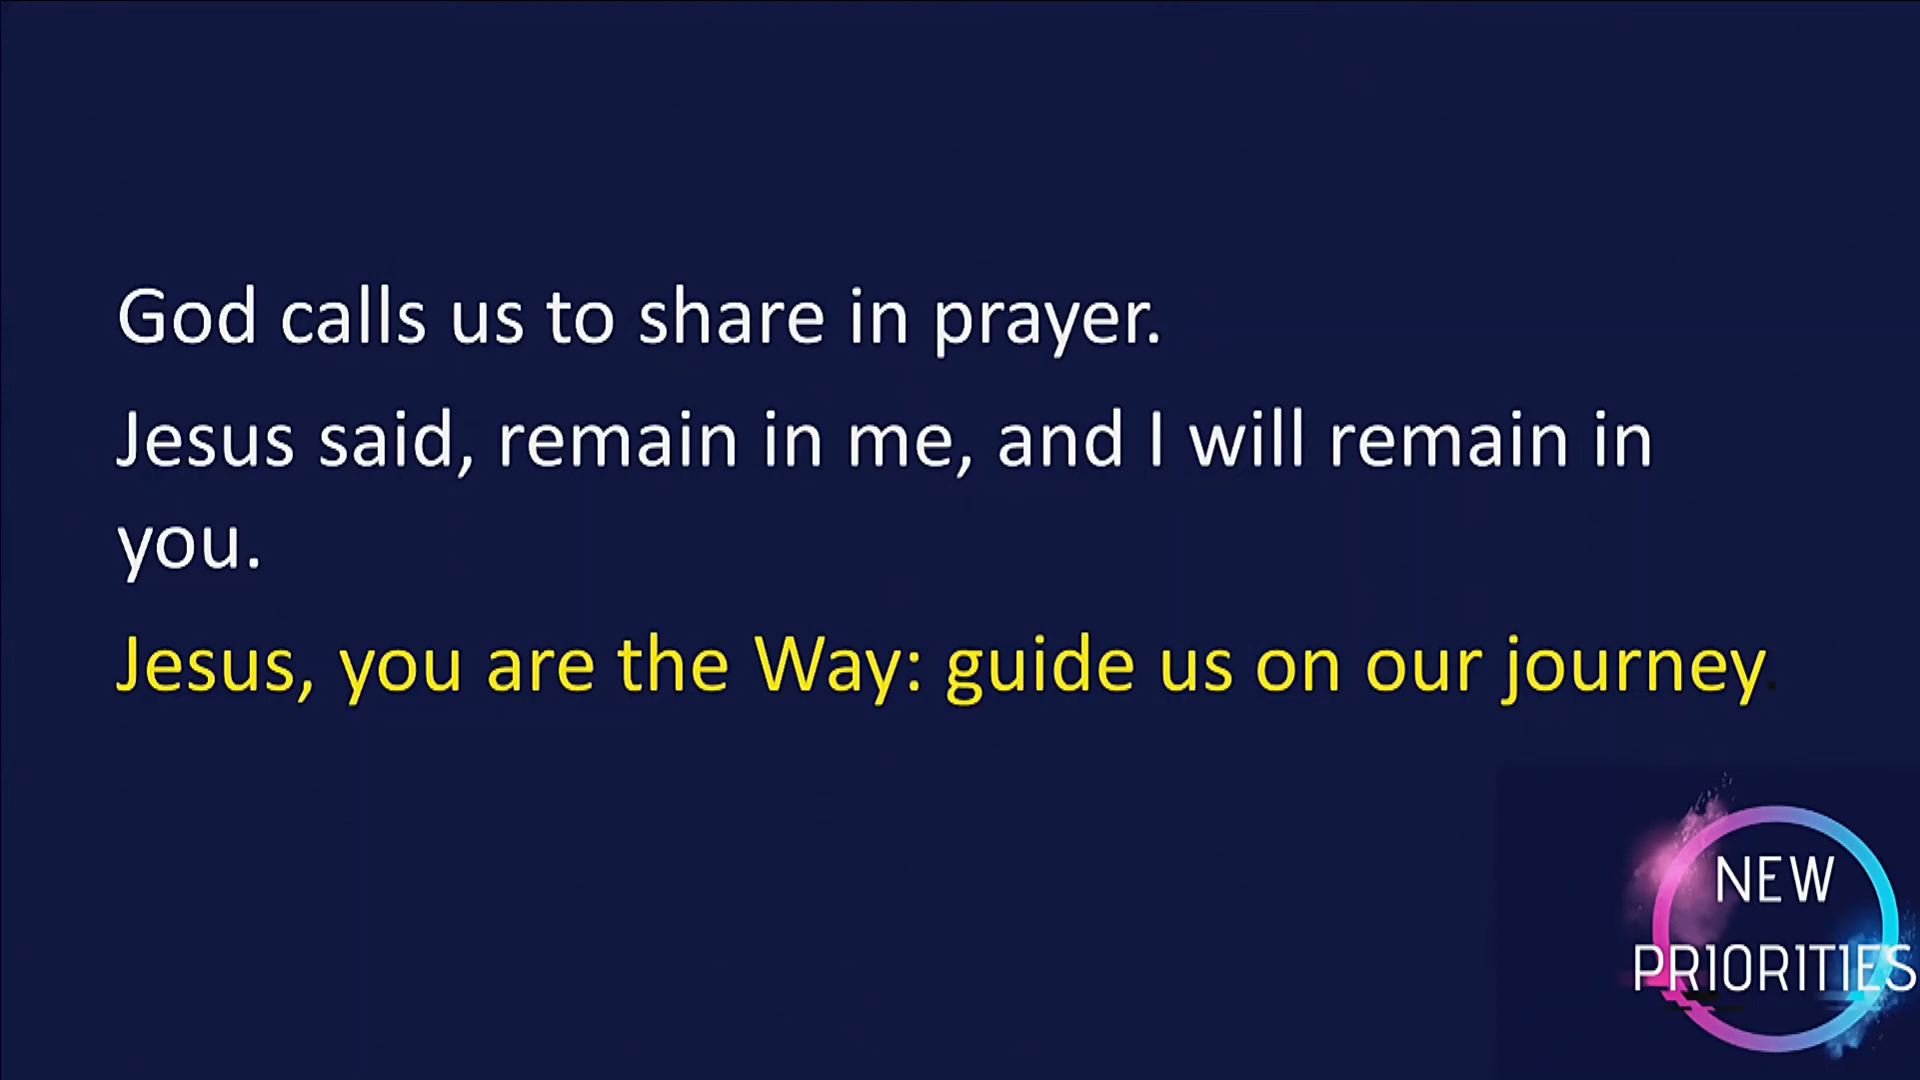 God calls us to share in prayer.
Jesus said, remain in me, and I will remain in
you.
Jesus, you are the Way: guide us on our journey.
NEW
PRIORITIES